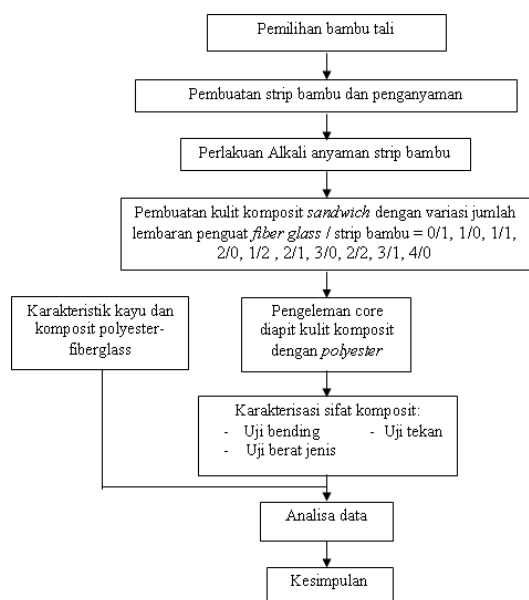 Pemilihan bambu tali
Pembuatan strip bambu dan penganyaman
Perlakuan Alkali anyaman strip bambu
Pembuatan kulit komposit sandwich dengan variasi jumlah
lembaran penguat fiber glass / strip bambu = 0/1, 1/0, 1/1,
2/0, 1/2 , 2/1, 3/0, 2/2, 3/1, 4/0
Karakteristik kayu dan
komposit polyester-
fiberglass
Pengeleman core
diapit kulit komposit
dengan polyester
Karakterisasi sifat komposit:
- Uji bending - Uji tekan
- Uji berat jenis
Analisa data
Kesimpulan